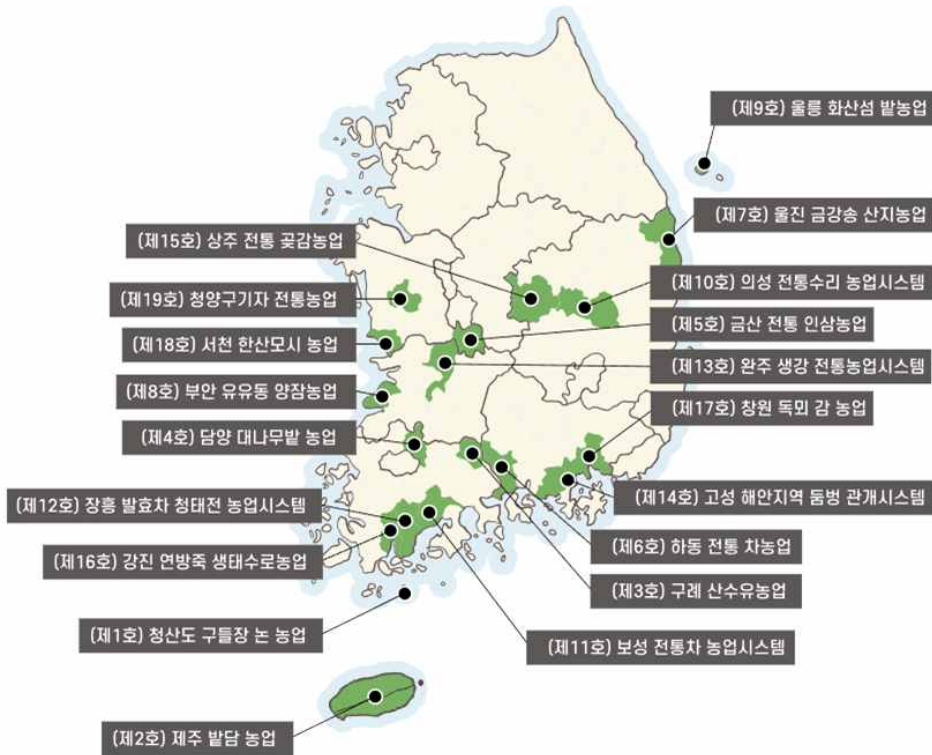 (제9호) 울릉 화산섬 밭농업
(제7호) 울진 금강송 산지농업
(제15호) 상주 전통 곶감농업
(제10호) 의성 전통수리 농업시스템
(제19호) 청양구기자 전통농업
(제5호) 금산 전통 인삼농업
(제18호) 서천 한산모시 농업
(제13호) 완주 생강 전통농업시스템
(제8호) 부안 유유동 양잠농업
(제17호) 창원 독뫼 감 농업
(제4호) 담양 대나무밭 농업
(제14호) 고성 해안지역 둠벙 관개시스템
(제12호) 장흥 발효차 청태전 농업시스템
(제6호) 하동 전통 차농업
(제16호) 강진 연방죽 생태수로농업
(제3호) 구례 산수유농업
(제1호) 청산도 구들장 논 농업
(제11호) 보성 전통차 농업시스템
(제2호) 제주 밭담 농업